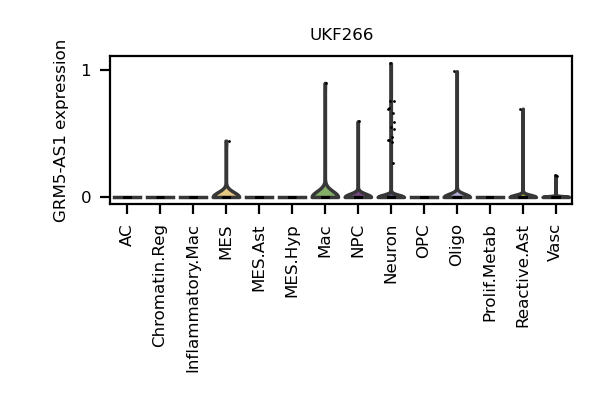 UKF266
GRM5-AS1 expression
1
0
AC
Chromatin.Reg
Inflammatory.Mac
MES
MES.Ast
MES.Hyp
Mac
NPC
Neuron
OPC
Oligo
Prolif.Metab
Reactive.Ast
Vasc